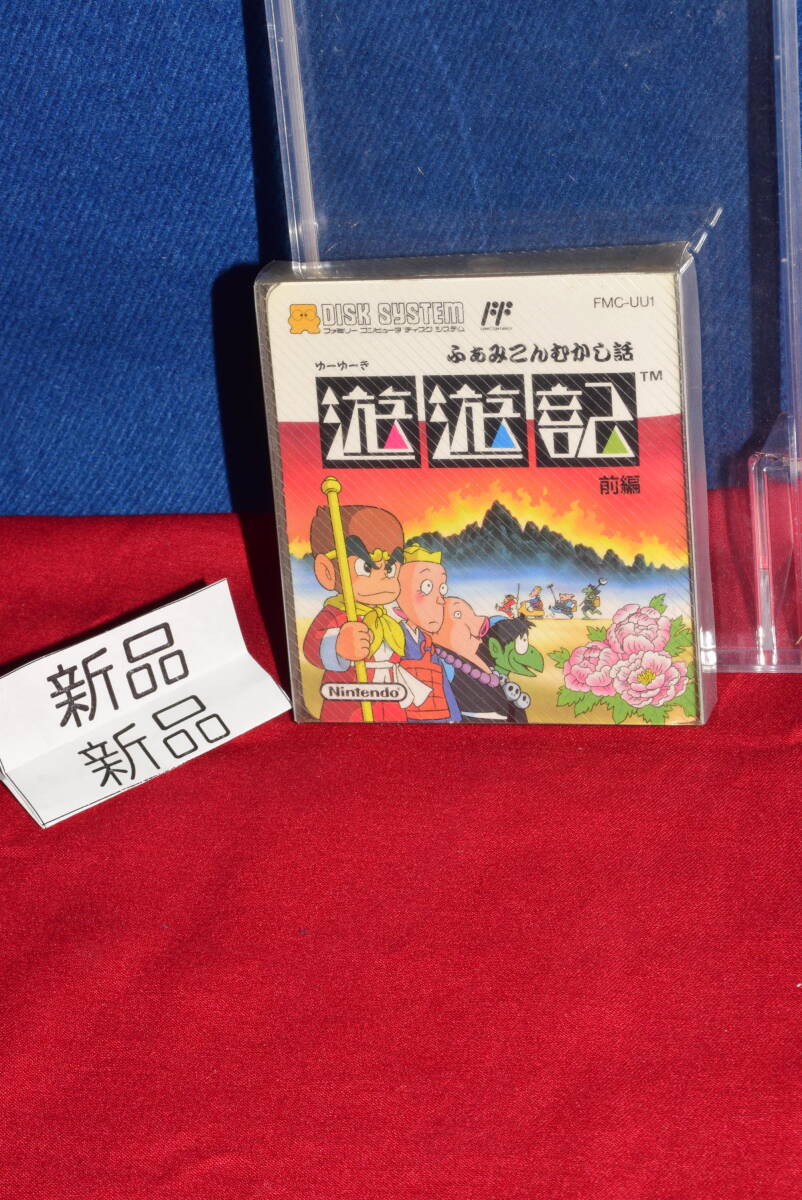 DISK SYSTEM
ファミリー コンピュータ ディスク システム
FMC-UU1
ふぁみこんむかし話
ゆーゆーき
遊遊記™
前編
Nintendo®
新品
新品